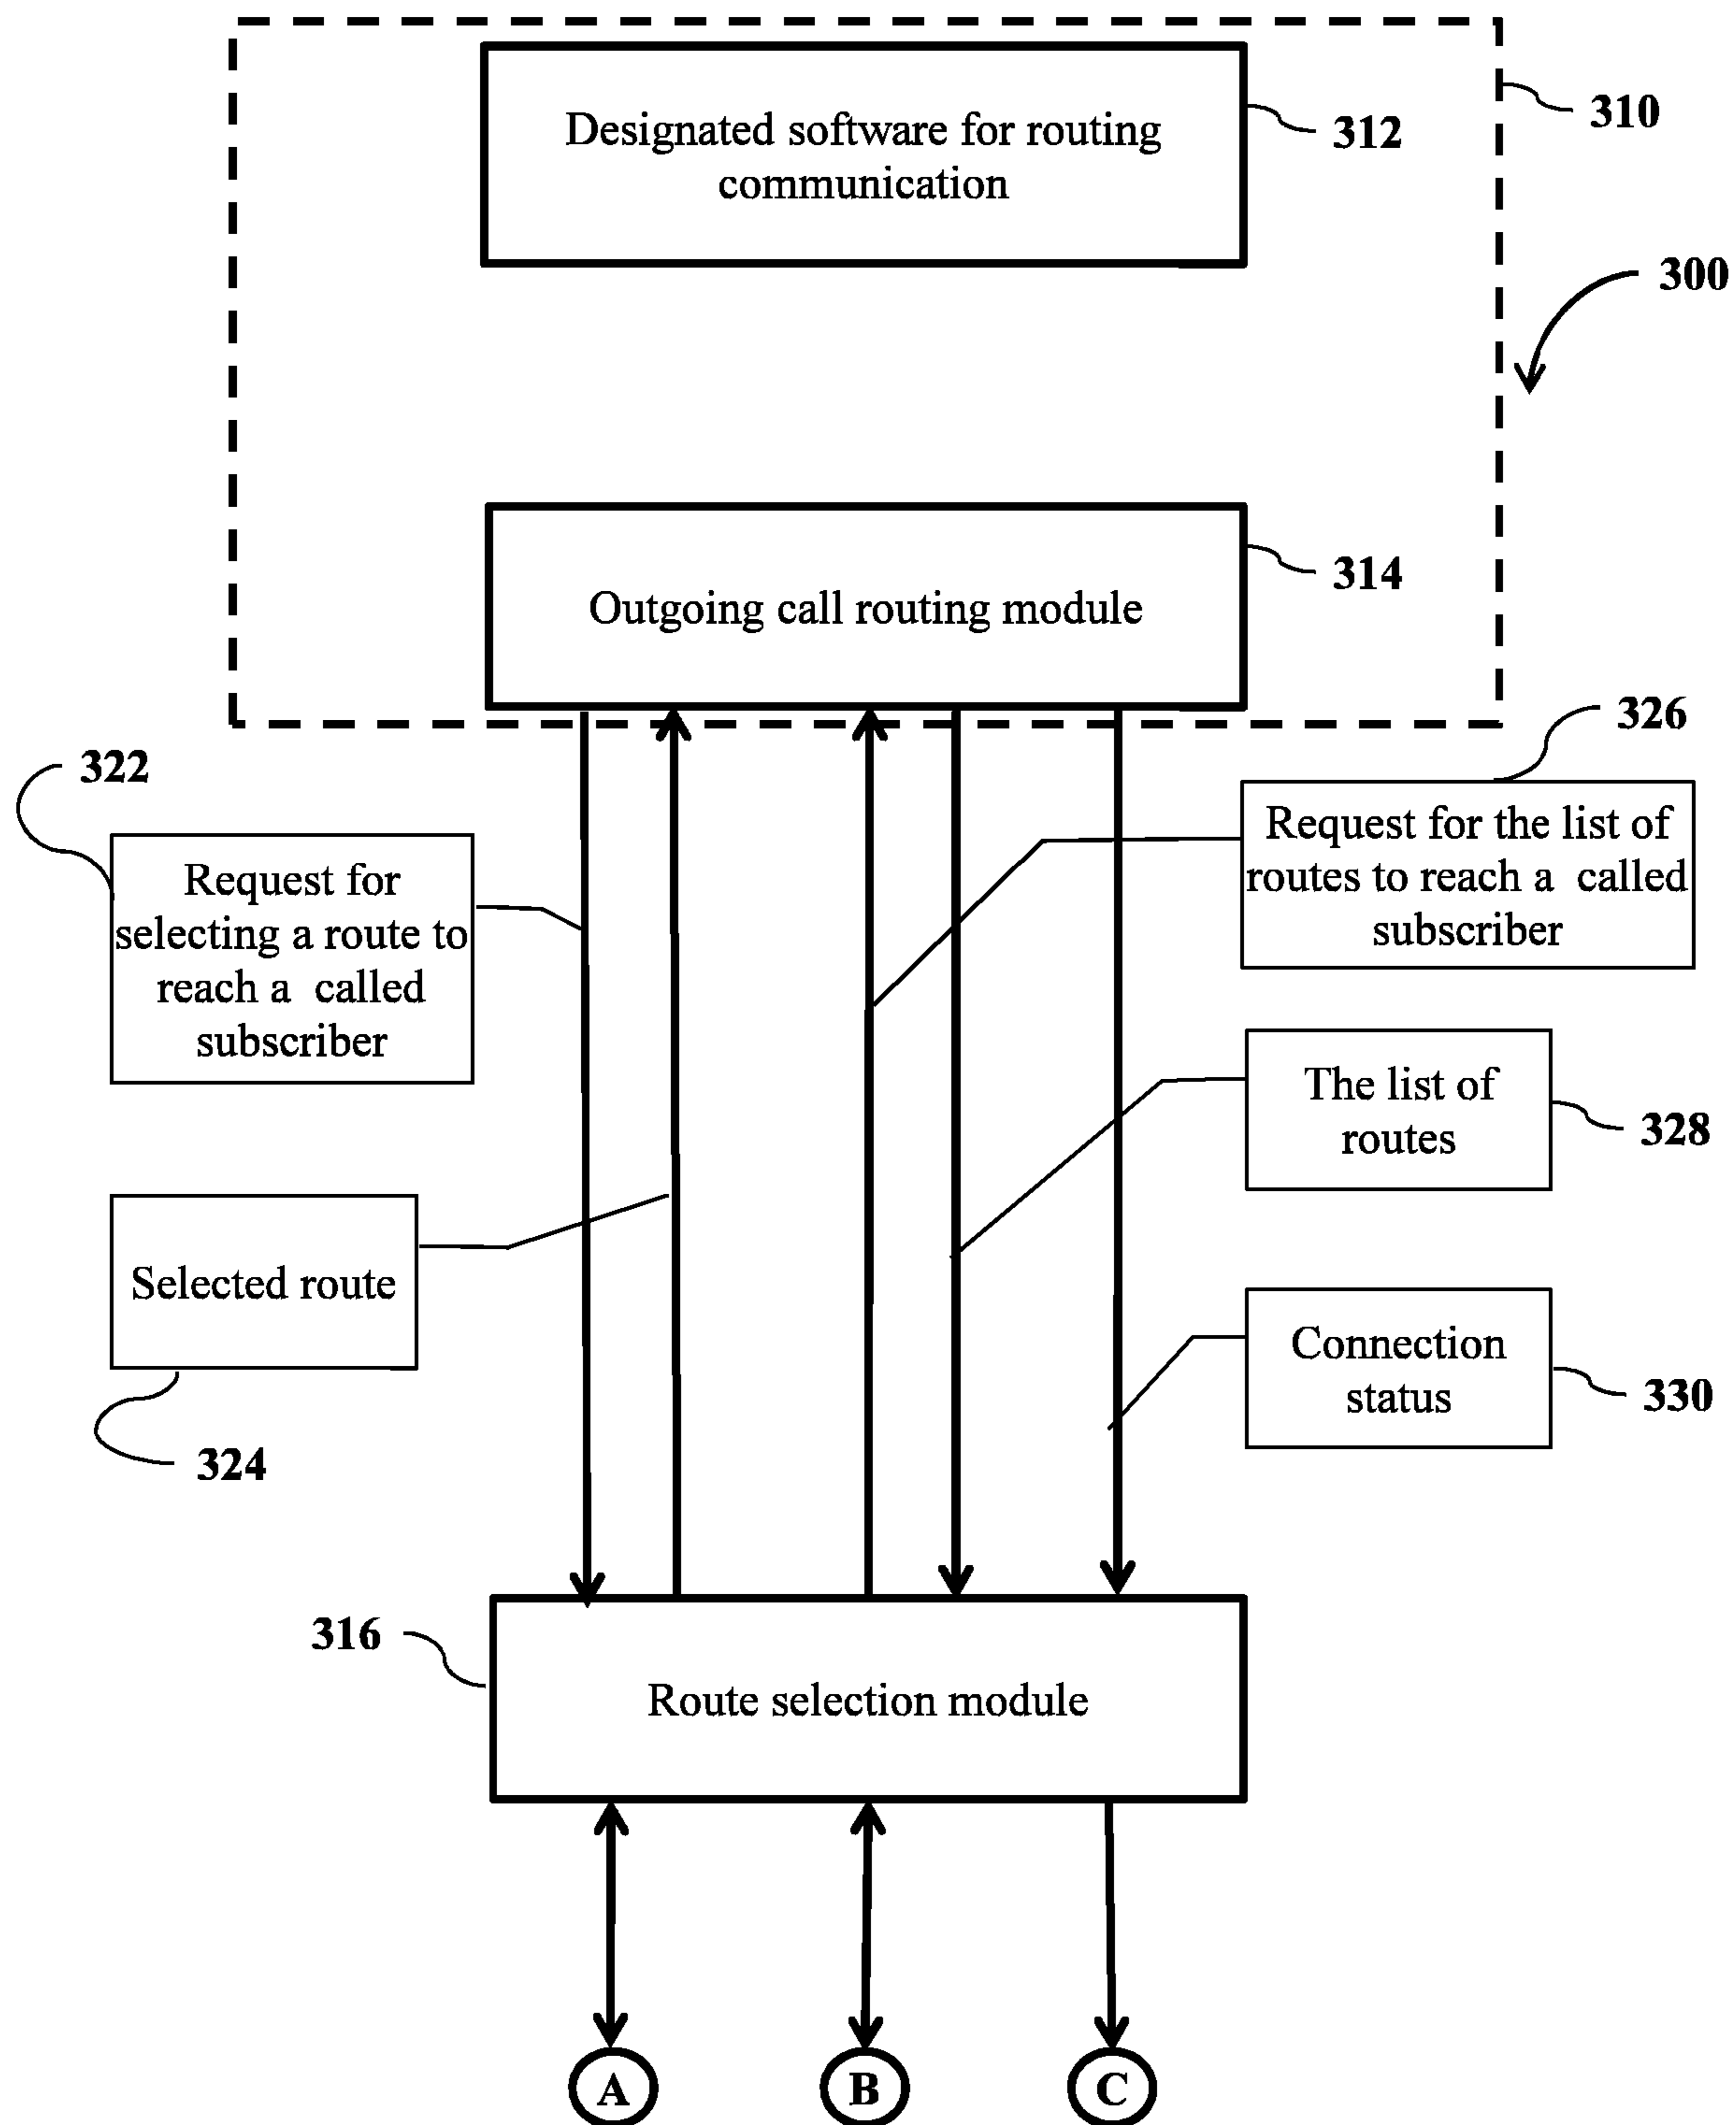 Designated software for routing
communication
310
312
300
Outgoing call routing module
314
326
322
Request for the list of
routes to reach a called
subscriber
Request for
selecting a route to
reach a called
subscriber
The list of
routes
328
Selected route
324
Connection
status
330
316
Route selection module
A
B
C